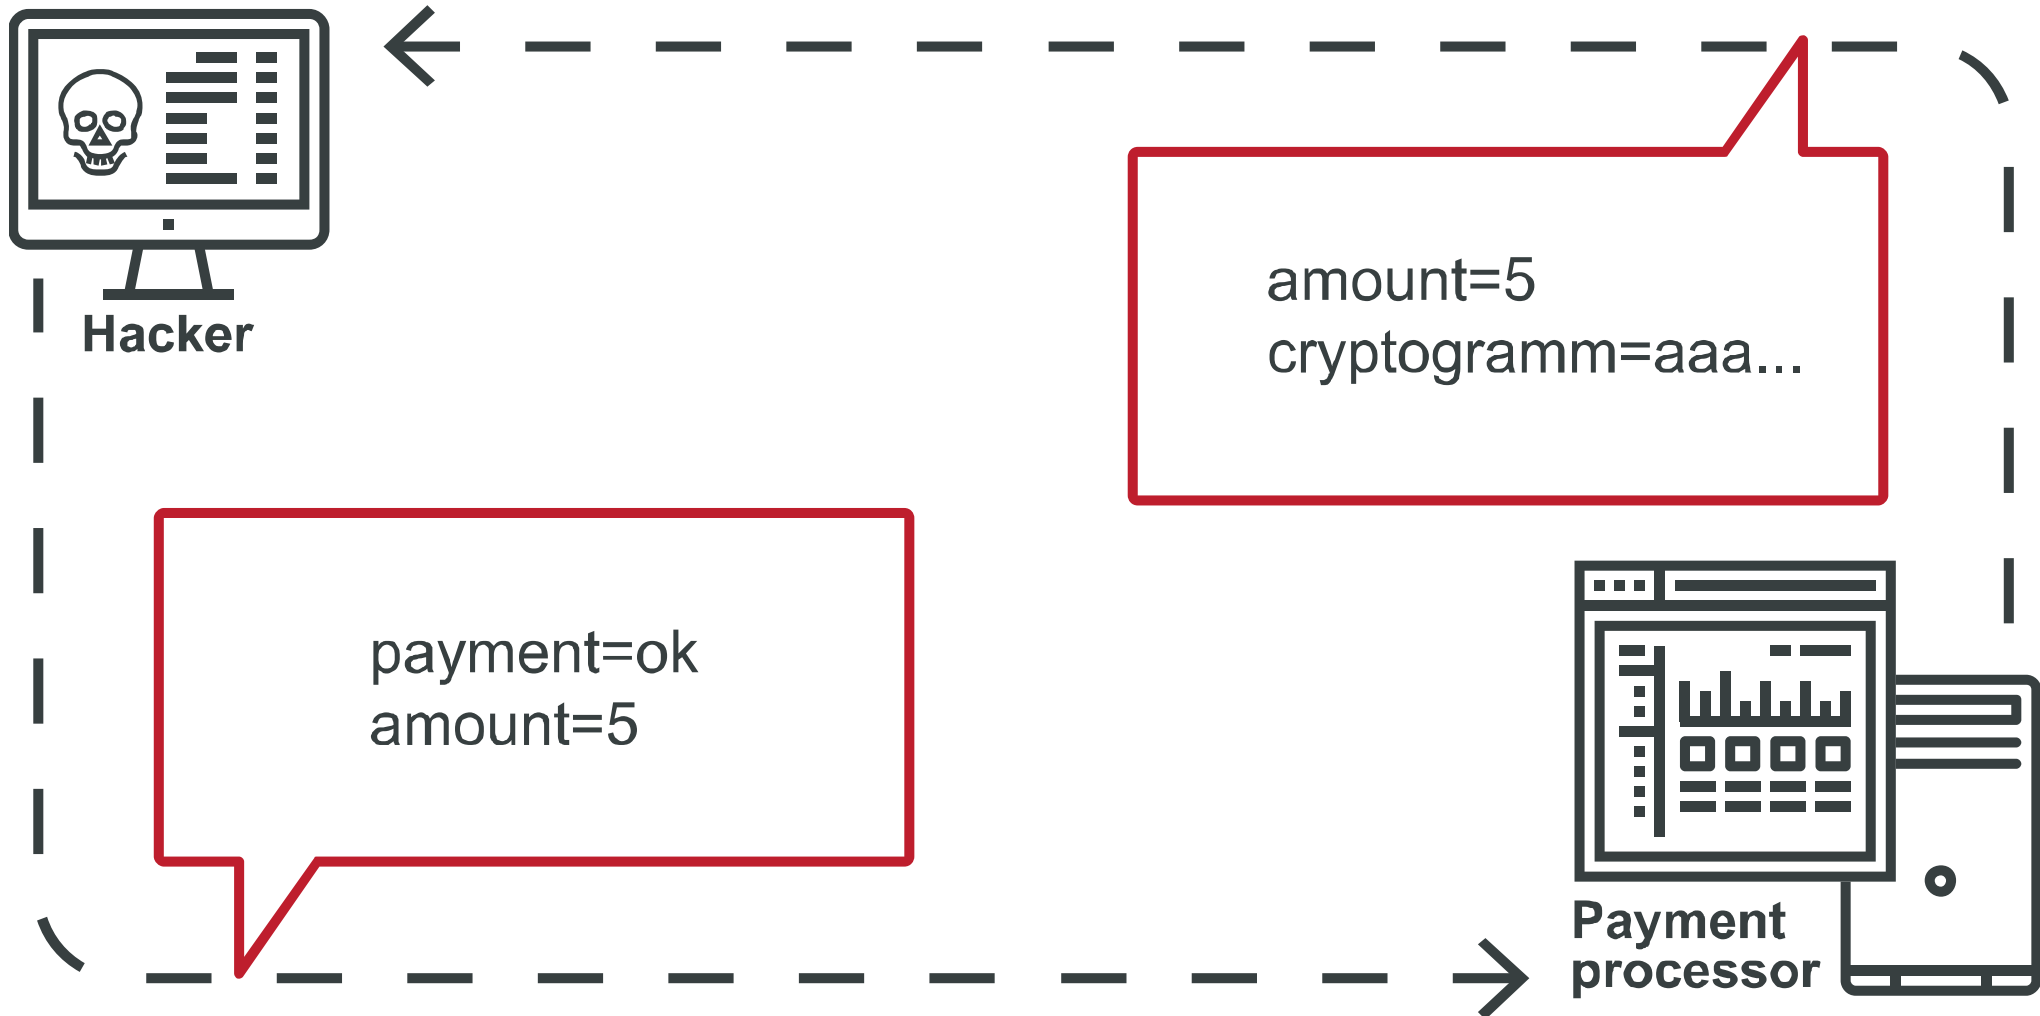 Hacker
amount=5
cryptogramm=aaa...
payment=ok
amount=5
Payment
processor